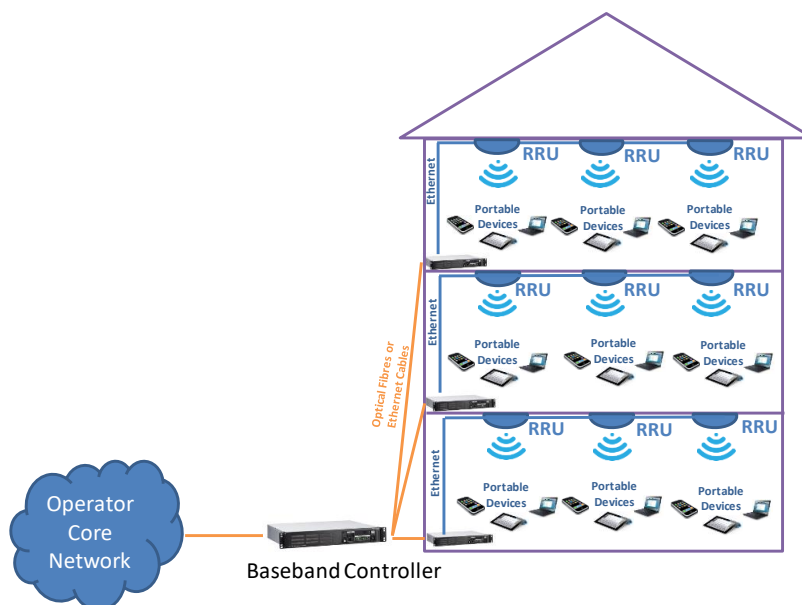 RRU
RRU
RRU
Ethernet
Portable
Devices
Portable
Devices
Portable
Devices
RRU
RRU
RRU
Ethernet
Portable
Devices
Portable
Devices
Portable
Devices
Optical Fibres or
Ethernet Cables
RRU
RRU
RRU
Ethernet
Portable
Devices
Portable
Devices
Portable
Devices
Operator
Core
Network
Baseband Controller